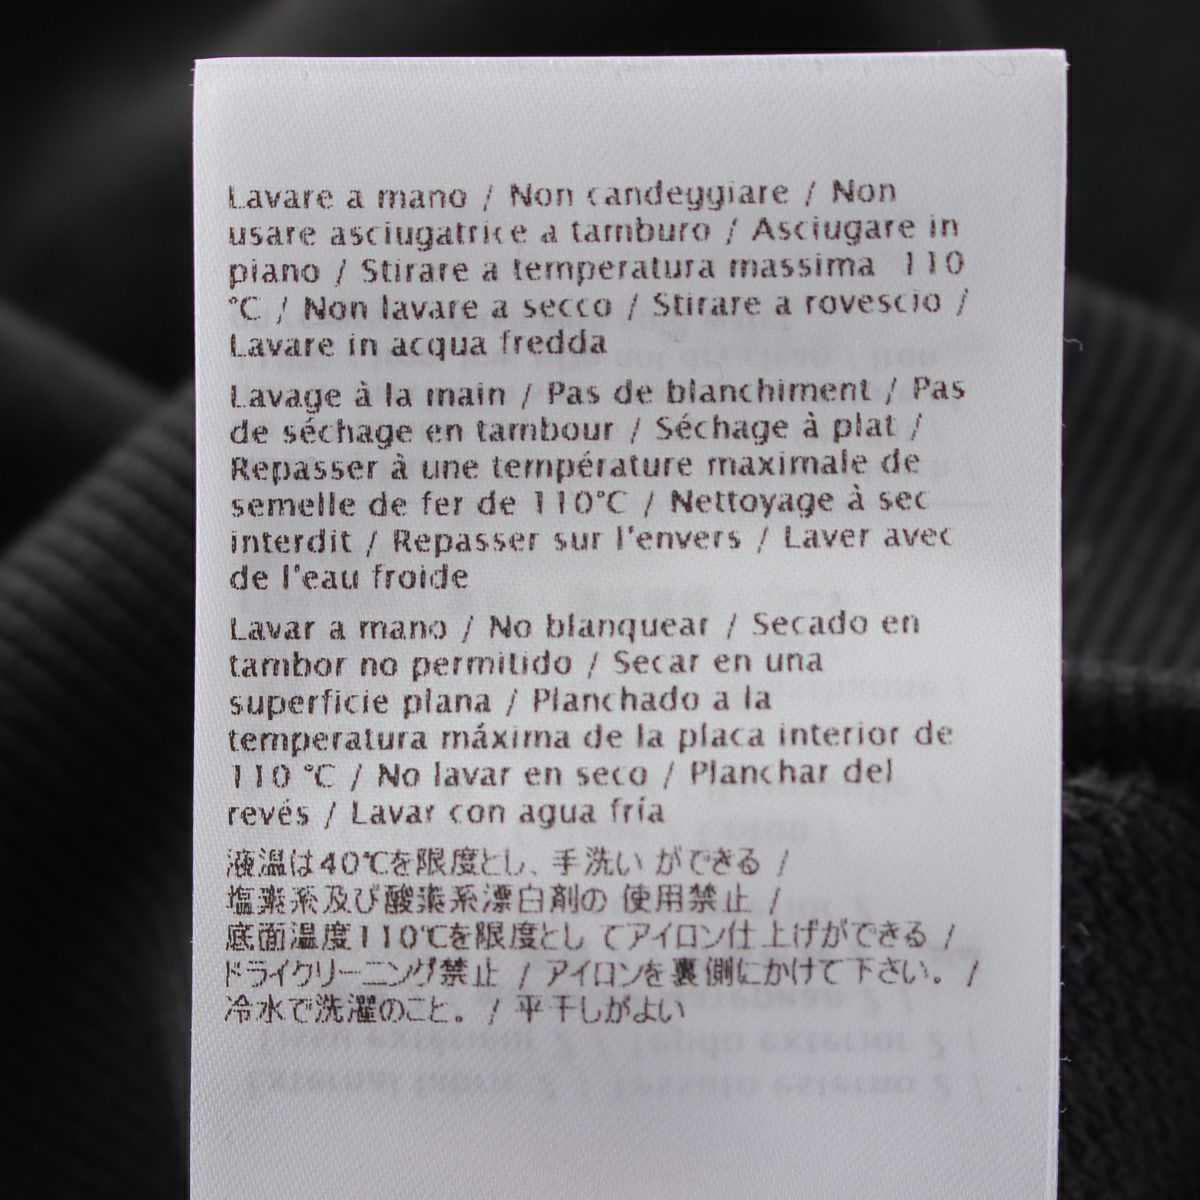 Lavare a mano / Non candeggiare / Non
usare asciugatrice a tamburo / Asciugare in
piano / Stirare a temperatura massima 110
°C / Non lavare a secco / Stirare a rovescio /
Lavare in acqua fredda
Lavage à la main / Pas de blanchiment / Pas
de séchage en tambour / Séchage à plat /
Repasser à une température maximale de
semelle de fer de 110°C / Nettoyage à sec
interdit / Repasser sur l'envers / Laver avec
de l'eau froide
Lavar a mano / No blanquear / Secado en
tambor no permitido / Secar en una
superficie plana / Planchado a la
temperatura máxima de la placa interior de
110 °C / No lavar en seco / Planchar del
revés / Lavar con agua fría
液温は40℃を限度とし、手洗い ができる /
塩素系及び酸素系漂白剤の 使用禁止 /
底面温度110℃を限度とし てアイロン仕上げができる /
ドライクリーニング禁止 / アイロンを裏側にかけて下さい。 /
冷水で洗濯のこと。 / 平干しがよい